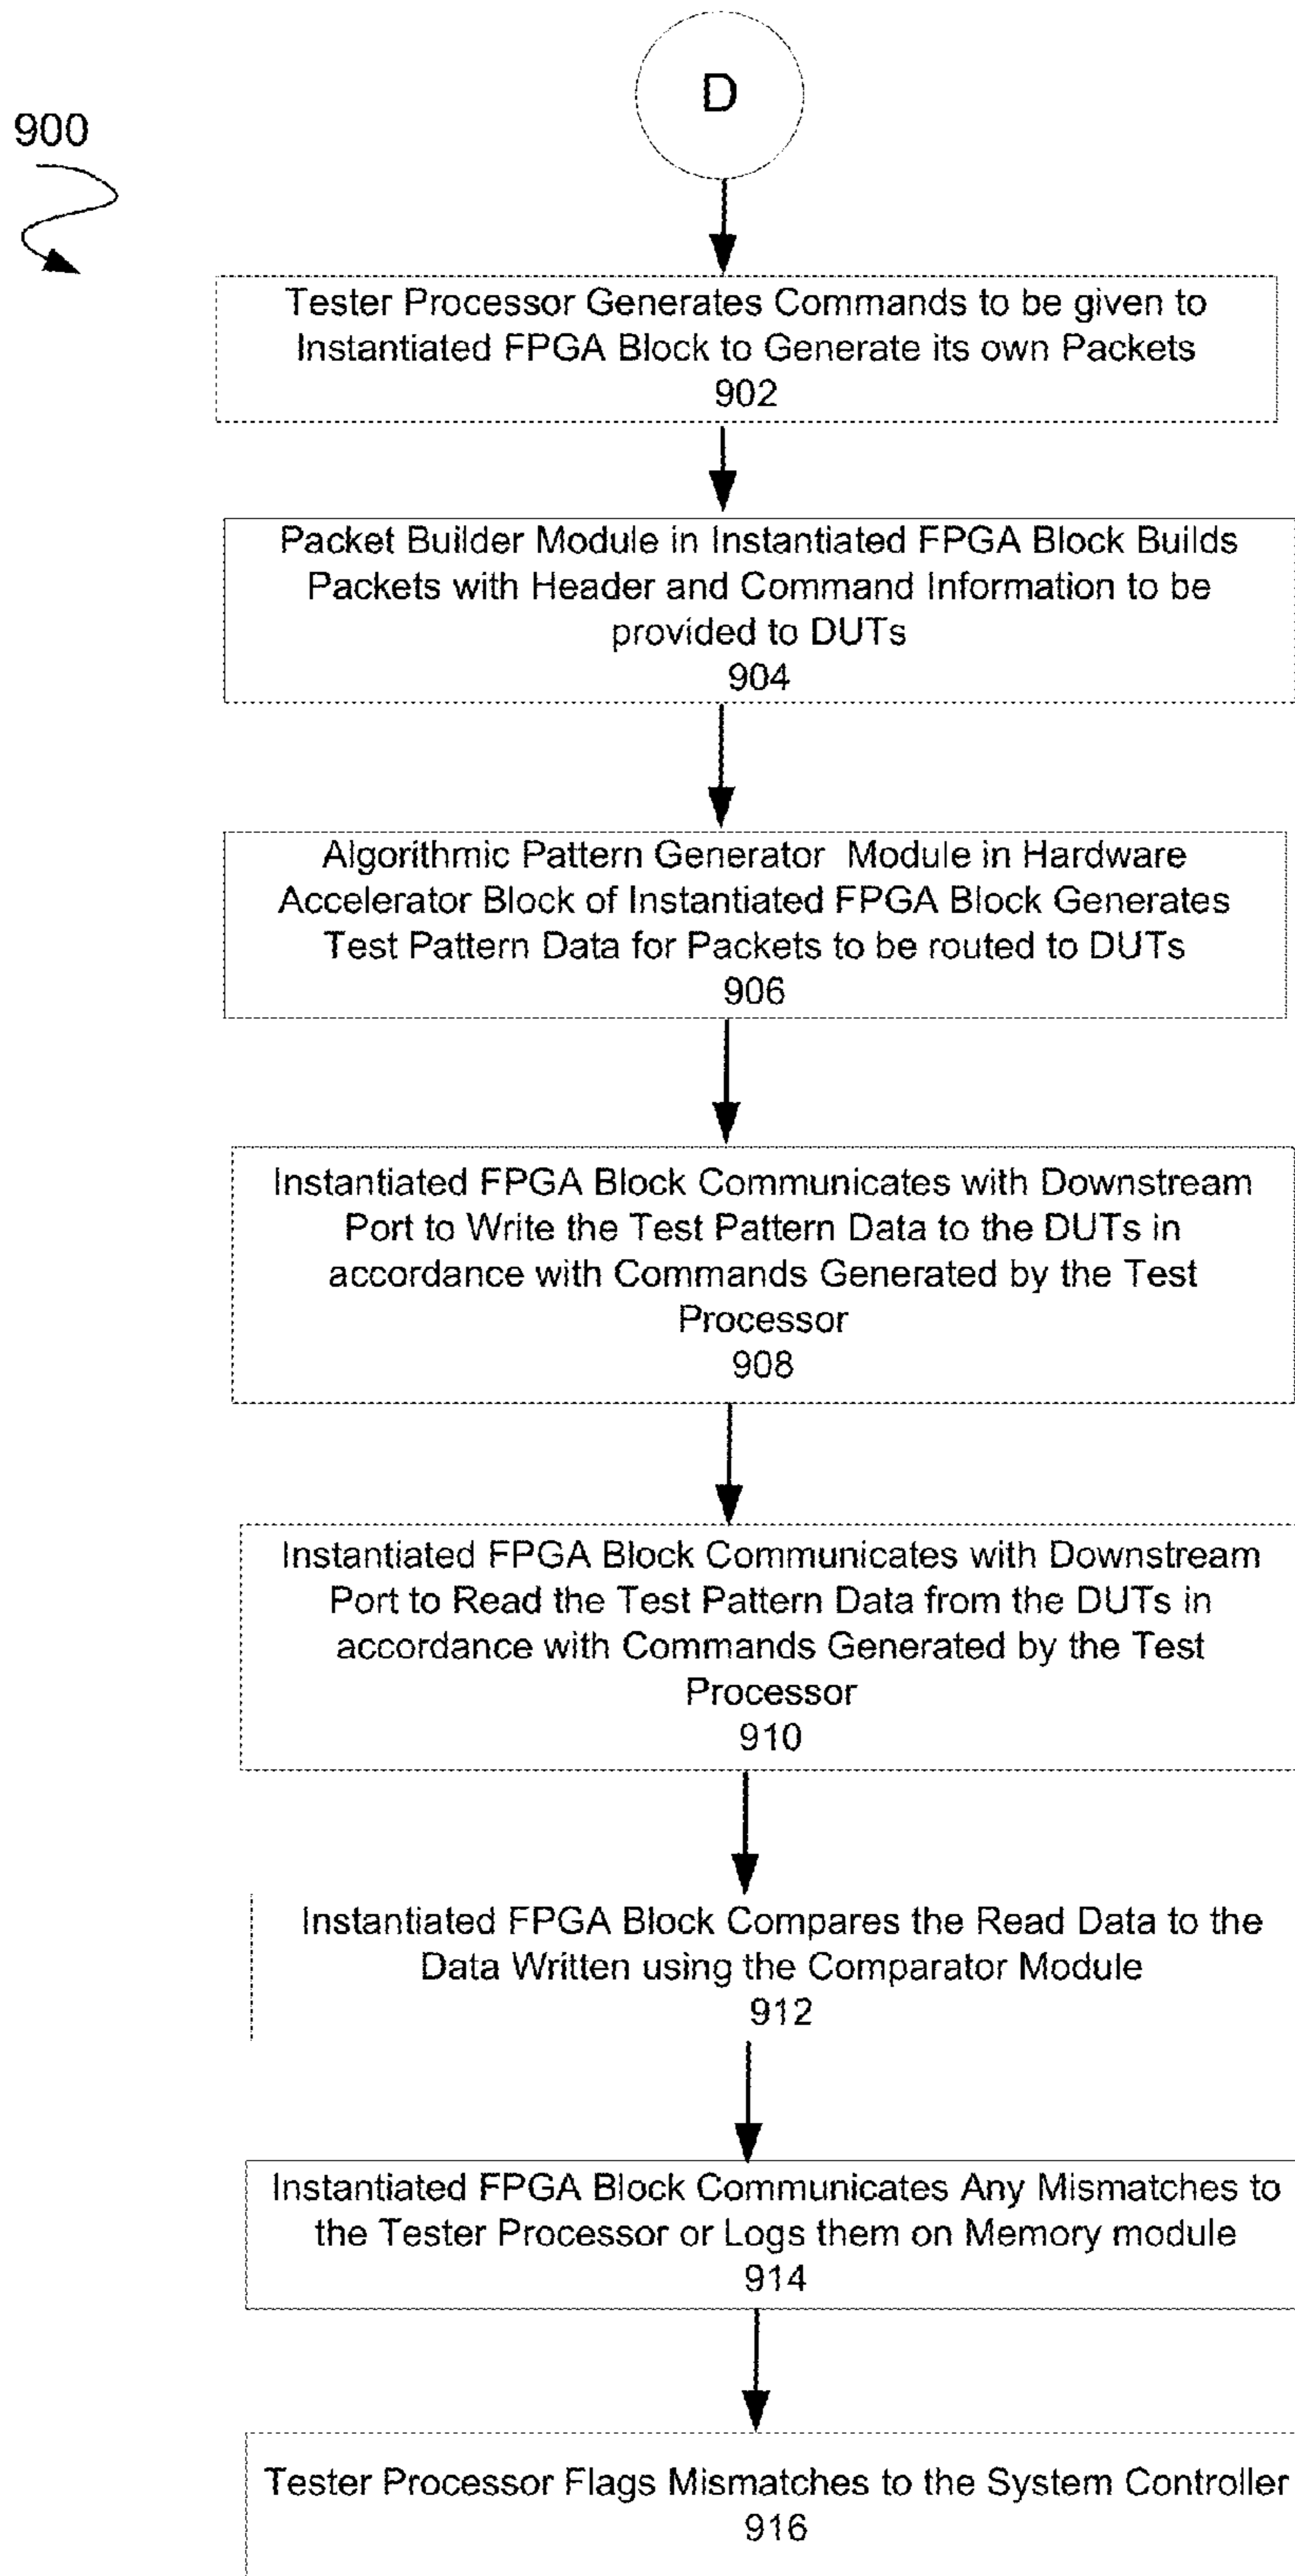 D
900
Tester Processor Generates Commands to be given to
Instantiated FPGA Block to Generate its own Packets
902
Packet Builder Module in Instantiated FPGA Block Builds
Packets with Header and Command Information to be
provided to DUTs
904
Algorithmic Pattern Generator Module in Hardware
Accelerator Block of Instantiated FPGA Block Generates
Test Pattern Data for Packets to be routed to DUTs
906
Instantiated FPGA Block Communicates with Downstream
Port to Write the Test Pattern Data to the DUTs in
accordance with Commands Generated by the Test
Processor
908
Instantiated FPGA Block Communicates with Downstream
Port to Read the Test Pattern Data from the DUTs in
accordance with Commands Generated by the Test
Processor
910
Instantiated FPGA Block Compares the Read Data to the
Data Written using the Comparator Module
912
Instantiated FPGA Block Communicates Any Mismatches to
the Tester Processor or Logs them on Memory module
914
Tester Processor Flags Mismatches to the System Controller
916